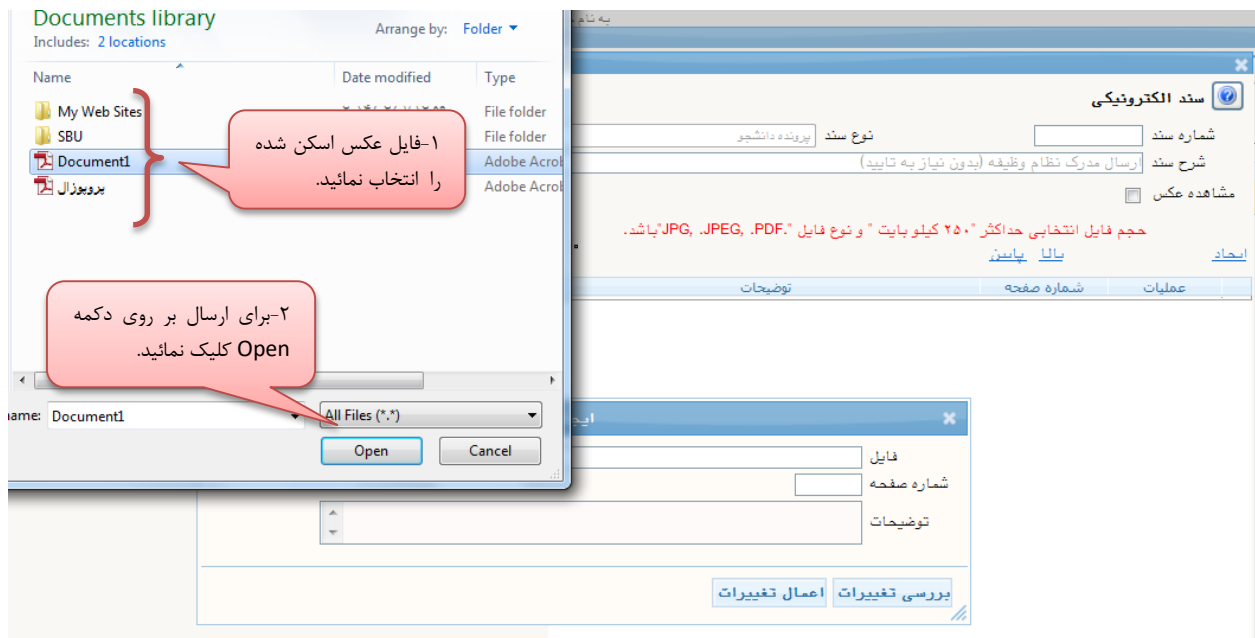 Documents library
Includes: 2 locations
Arrange by: Folder
Name Date modified Type
My Web Sites File folder
SBU File folder
Document1 Adobe Acrob
پروپوزال Adobe Acrob
۱-فایل عکس اسکن شده
را انتخاب نمائید.
۲-برای ارسال بر روی دکمه
Open کلیک نمائید.
ame: Document1 All Files (*.*)
Open Cancel
به نام
سند الکترونیکی
شماره سند نوع سند پرونده دانشجو
شرح سند ارسال مدرک نظام وظیفه (بدون نیاز به تایید)
مشاهده عکس
حجم فایل انتخابی حداکثر "۲۵۰ کیلو بایت " و نوع فایل "JPG, .JPEG, .PDF."باشد.
ایجاد بالا پایین
عملیات شماره صفحه توضیحات
ایج
فایل
شماره صفحه
توضیحات
بررسی تغییرات اعمال تغییرات